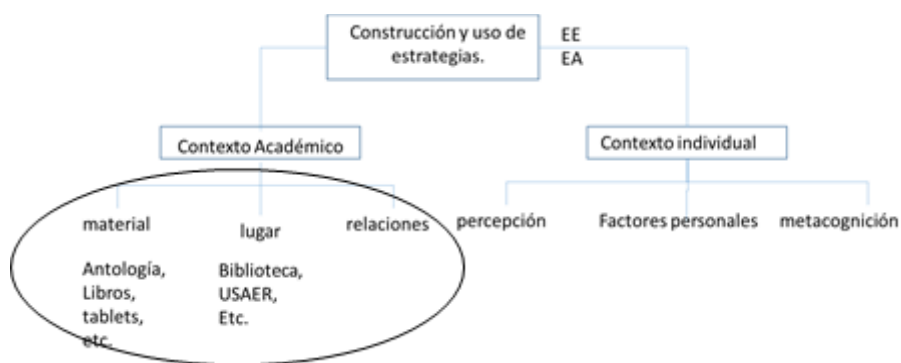 Construcción y uso de
estrategias.
EE
EA
Contexto Académico
Contexto individual
material
lugar
relaciones
percepción
Factores personales
metacognición
Antología,
Libros,
tablets,
etc.
Biblioteca,
USAER,
Etc.